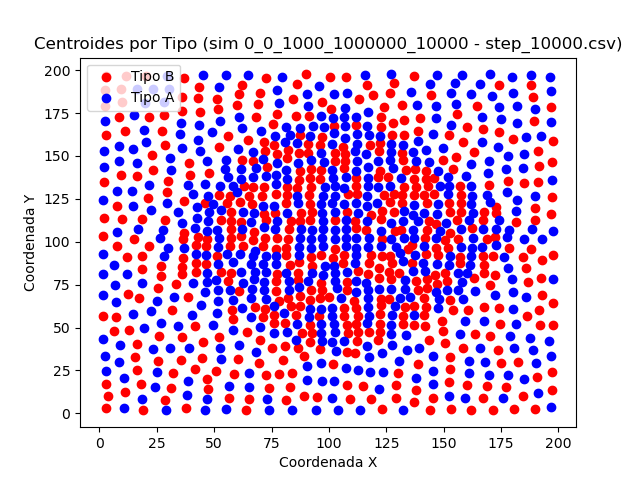 Centroides por Tipo (sim 0_0_1000_1000000_10000 - step_10000.csv)
Tipo B
Tipo A
Coordenada Y
200
175
150
125
100
75
50
25
0
0 25 50 75 100 125 150 175 200
Coordenada X